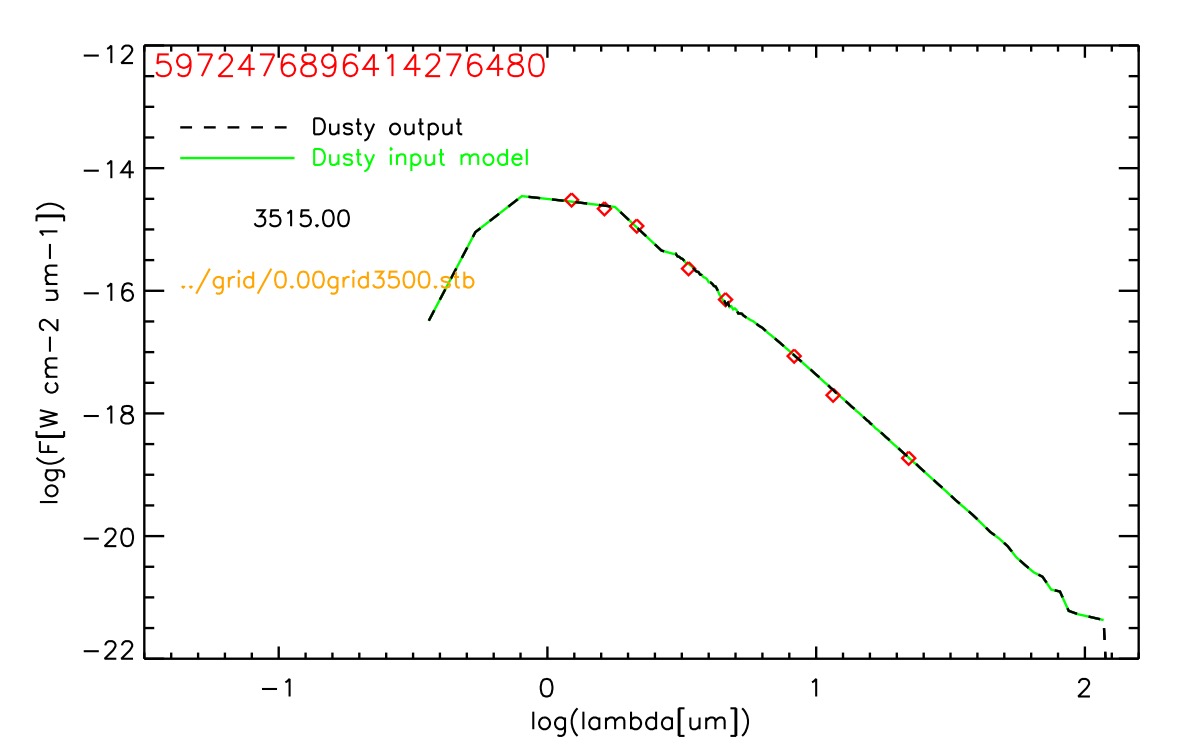 5972476896414276480
Dusty output
Dusty input model
3515.00
../grid/0.00grid3500.stb
-12
-14
-16
-18
-20
-22
log(F[W cm-2 um-1])
-1
0
1
2
log(lambda[um])